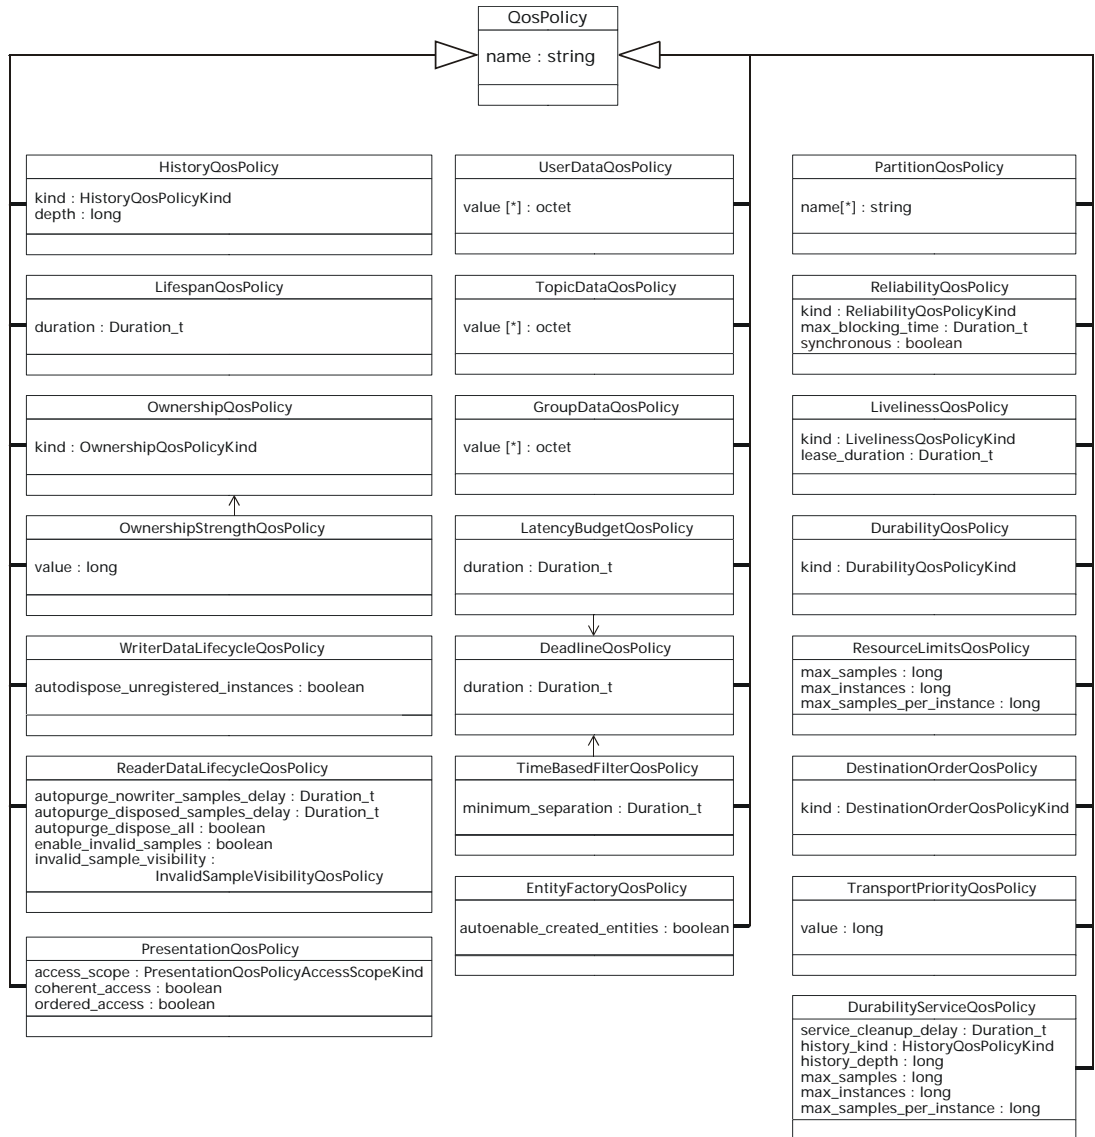 QosPolicy
name : string
HistoryQosPolicy
kind : HistoryQosPolicyKind
depth : long
LifespanQosPolicy
duration : Duration_t
OwnershipQosPolicy
kind : OwnershipQosPolicyKind
OwnershipStrengthQosPolicy
value : long
WriterDataLifecycleQosPolicy
autodispose_unregistered_instances : boolean
ReaderDataLifecycleQosPolicy
autopurge_nowriter_samples_delay : Duration_t
autopurge_disposed_samples_delay : Duration_t
autopurge_dispose_all : boolean
enable_invalid_samples : boolean
invalid_sample_visibility :
InvalidSampleVisibilityQosPolicy
PresentationQosPolicy
access_scope : PresentationQosPolicyAccessScopeKind
coherent_access : boolean
ordered_access : boolean
UserDataQosPolicy
value [*] : octet
TopicDataQosPolicy
value [*] : octet
GroupDataQosPolicy
value [*] : octet
LatencyBudgetQosPolicy
duration : Duration_t
DeadlineQosPolicy
duration : Duration_t
TimeBasedFilterQosPolicy
minimum_separation : Duration_t
EntityFactoryQosPolicy
autoenable_created_entities : boolean
PartitionQosPolicy
name[*] : string
ReliabilityQosPolicy
kind : ReliabilityQosPolicyKind
max_blocking_time : Duration_t
synchronous : boolean
LivelinessQosPolicy
kind : LivelinessQosPolicyKind
lease_duration : Duration_t
DurabilityQosPolicy
kind : DurabilityQosPolicyKind
ResourceLimitsQosPolicy
max_samples : long
max_instances : long
max_samples_per_instance : long
DestinationOrderQosPolicy
kind : DestinationOrderQosPolicyKind
TransportPriorityQosPolicy
value : long
DurabilityServiceQosPolicy
service_cleanup_delay : Duration_t
history_kind : HistoryQosPolicyKind
history_depth : long
max_samples : long
max_instances : long
max_samples_per_instance : long